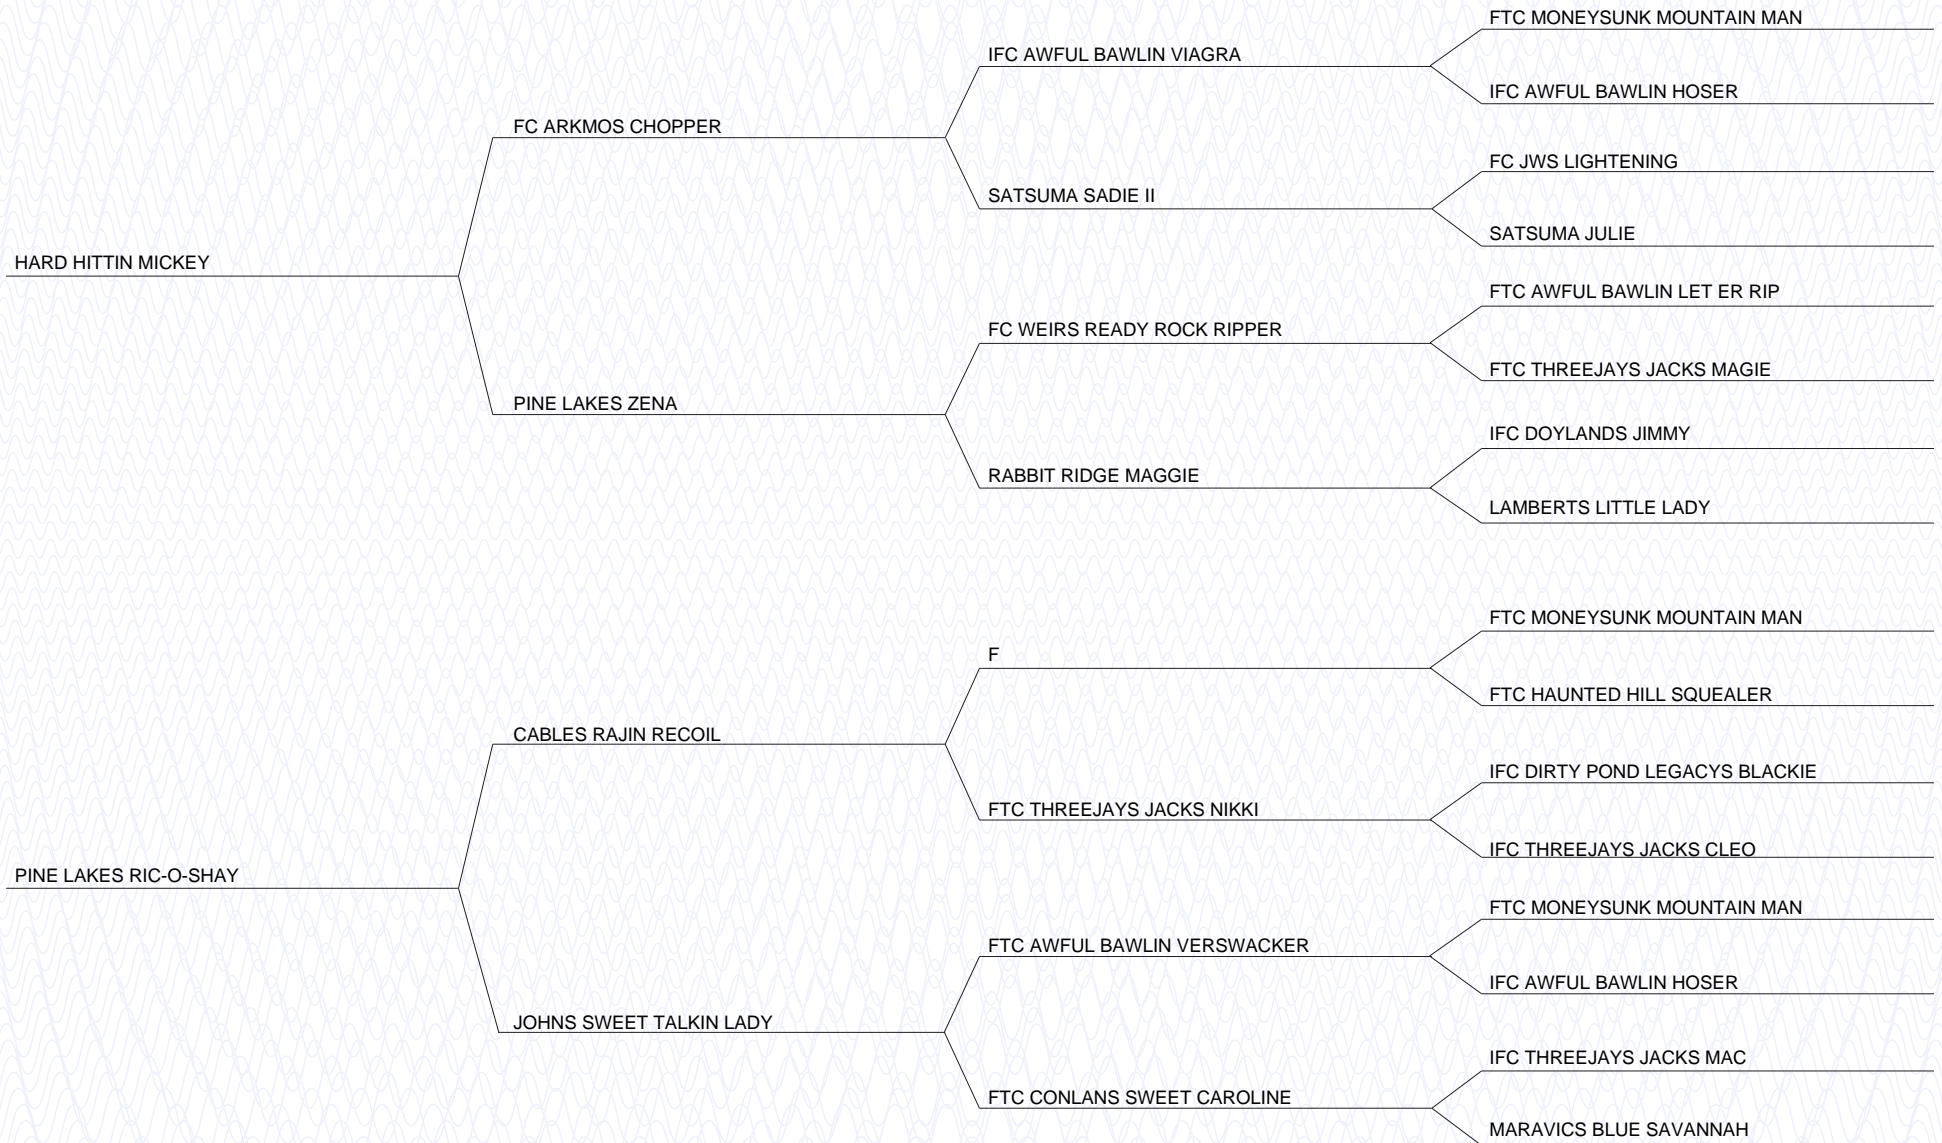 FTC MONEYSUNK MOUNTAIN MAN
IFC AWFUL BAWLIN VIAGRA
IFC AWFUL BAWLIN HOSER
FC ARKMOS CHOPPER
FC JWS LIGHTENING
SATSUMA SADIE II
SATSUMA JULIE
HARD HITTIN MICKEY
FTC AWFUL BAWLIN LET ER RIP
FC WEIRS READY ROCK RIPPER
FTC THREEJAYS JACKS MAGIE
PINE LAKES ZENA
IFC DOYLANDS JIMMY
RABBIT RIDGE MAGGIE
LAMBERTS LITTLE LADY
FTC MONEYSUNK MOUNTAIN MAN
F
FTC HAUNTED HILL SQUEALER
CABLES RAJIN RECOIL
IFC DIRTY POND LEGACYS BLACKIE
FTC THREEJAYS JACKS NIKKI
IFC THREEJAYS JACKS CLEO
PINE LAKES RIC-O-SHAY
FTC MONEYSUNK MOUNTAIN MAN
FTC AWFUL BAWLIN VERSWACKER
IFC AWFUL BAWLIN HOSER
JOHNS SWEET TALKIN LADY
IFC THREEJAYS JACKS MAC
FTC CONLANS SWEET CAROLINE
MARAVICS BLUE SAVANNAH